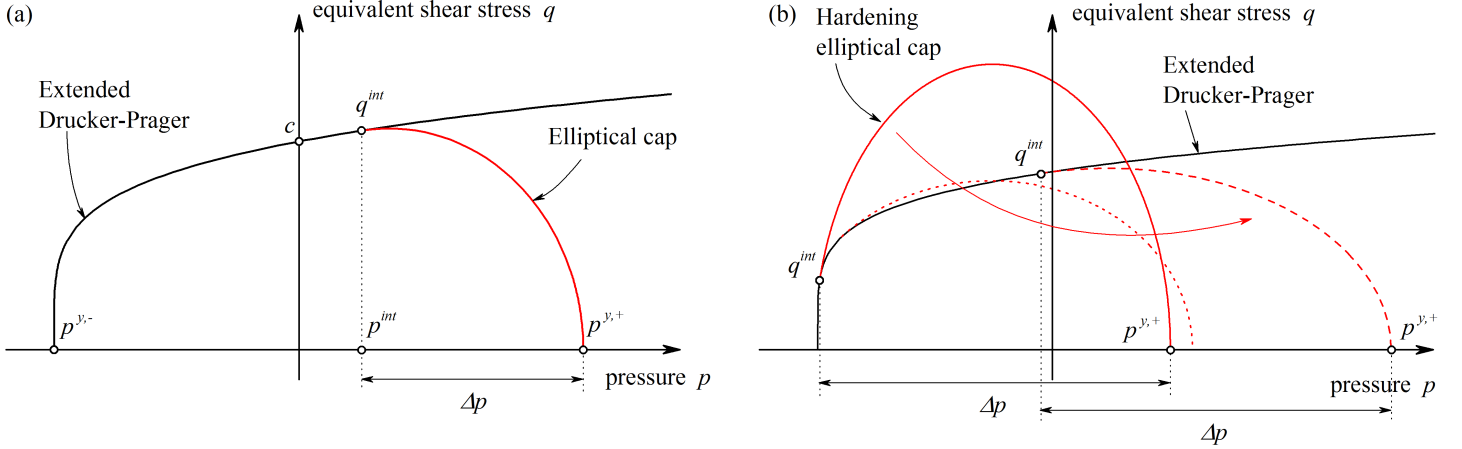 (a)
equivalent shear stress q
Extended
Drucker-Prager
c
q^int
Elliptical cap
p^y,-
p^int
p^y,+
pressure p
Δp
(b)
Hardening
elliptical cap
equivalent shear stress q
Extended
Drucker-Prager
q^int
q^int
p^y,+
p^y,+
pressure p
Δp
Δp